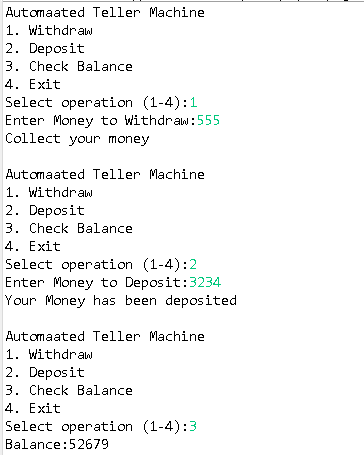 Automaated Teller Machine
1. Withdraw
2. Deposit
3. Check Balance
4. Exit
Select operation (1-4):1
Enter Money to Withdraw:555
Collect your money
Automaated Teller Machine
1. Withdraw
2. Deposit
3. Check Balance
4. Exit
Select operation (1-4):2
Enter Money to Deposit:3234
Your Money has been deposited
Automaated Teller Machine
1. Withdraw
2. Deposit
3. Check Balance
4. Exit
Select operation (1-4):3
Balance:52679